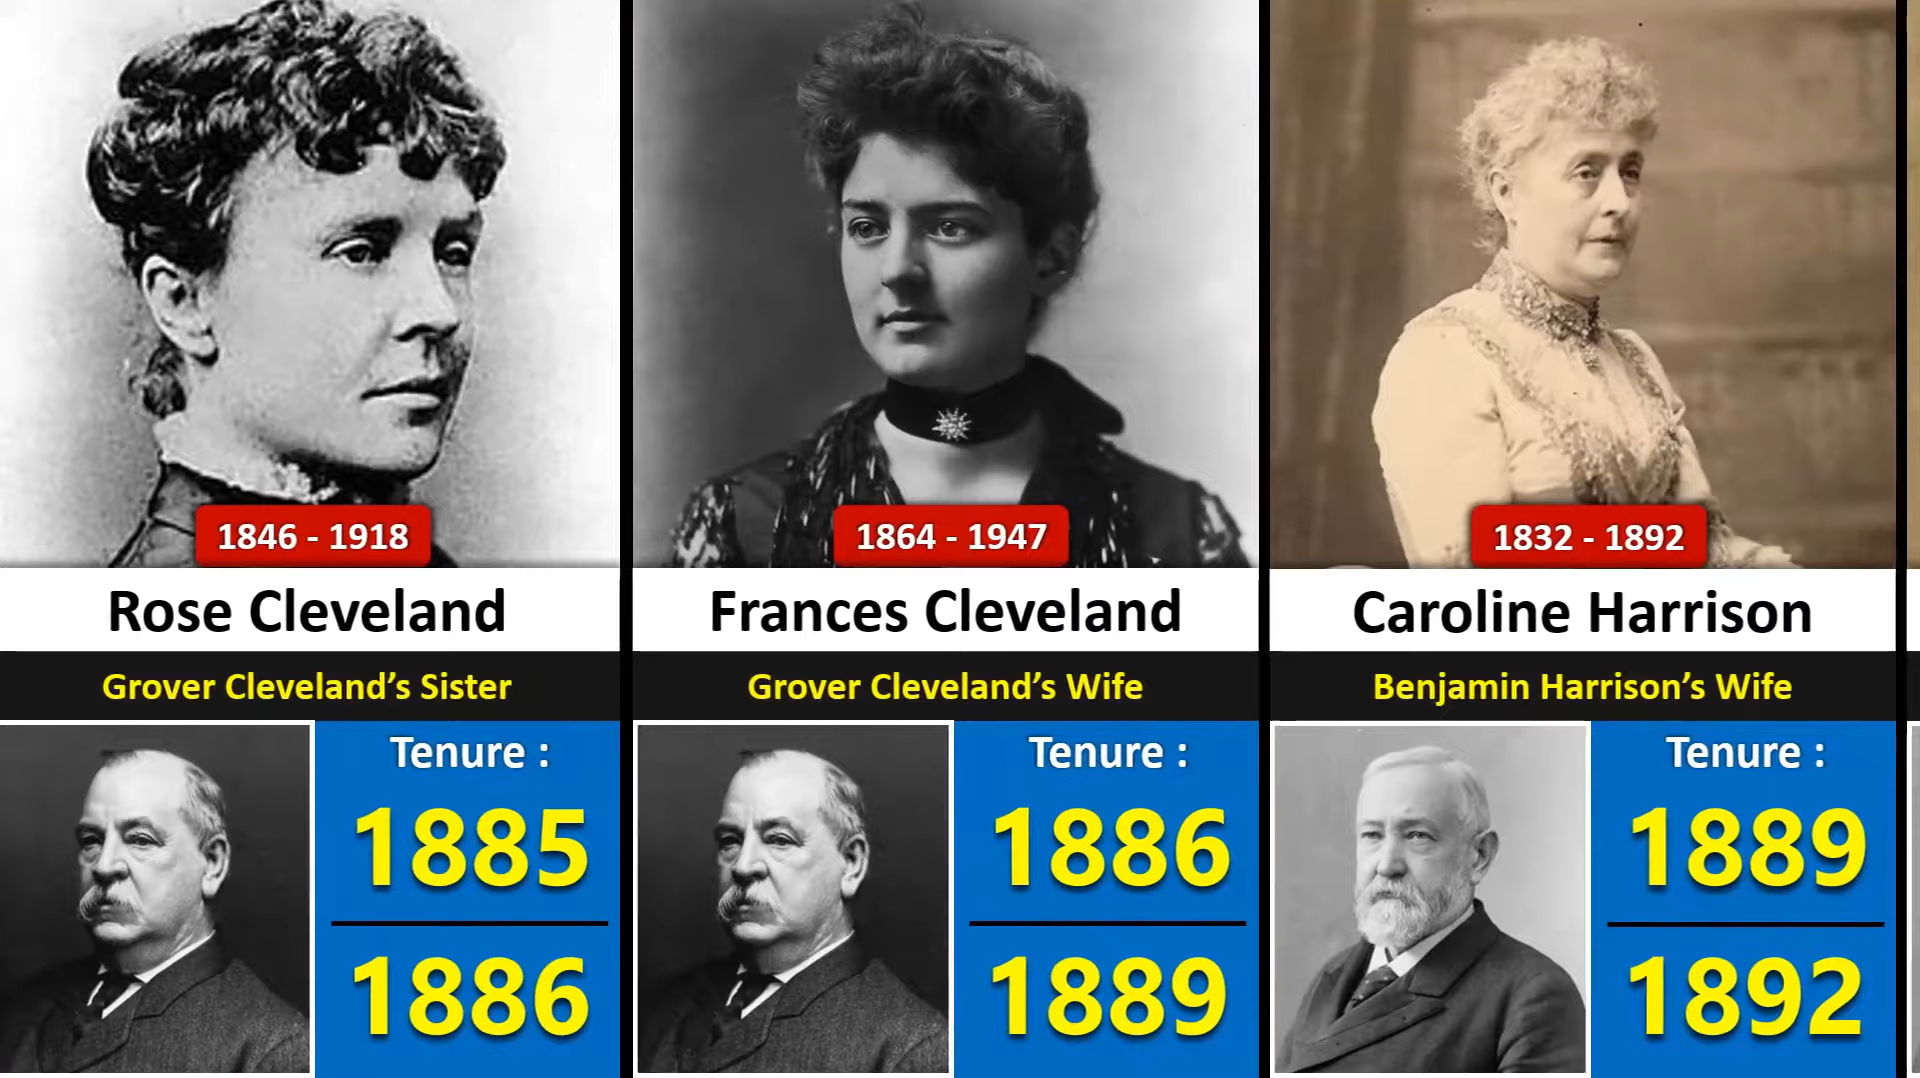 1846 - 1918
Rose Cleveland
Grover Cleveland’s Sister
Tenure :
1885
1886
1864 - 1947
Frances Cleveland
Grover Cleveland’s Wife
Tenure :
1886
1889
1832 - 1892
Caroline Harrison
Benjamin Harrison’s Wife
Tenure :
1889
1892